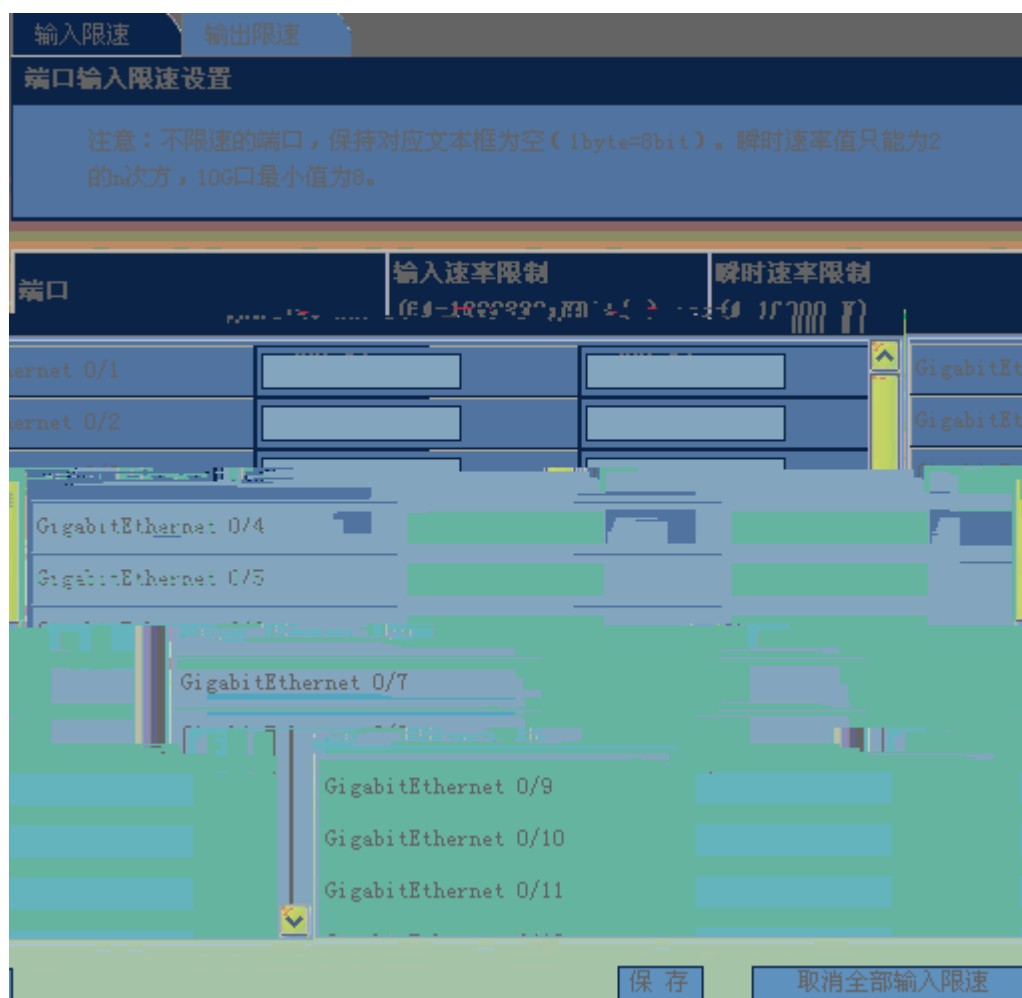 输入限速 输出限速
端口输入限速设置
注意：不限速的端口，保持对应文本框为空（1byte=8bit）。瞬时速率值只能为2
的n次方，10G口最小值为8。
端口 输入速率限制 瞬时速率限制
ernet 0/1 GigabitEt
ernet 0/2 GigabitEt
GigabitEthernet 0/4
GigabitEthernet 0/5
GigabitEthernet 0/7
GigabitEthernet 0/9
GigabitEthernet 0/10
GigabitEthernet 0/11
保 存 取消全部输入限速